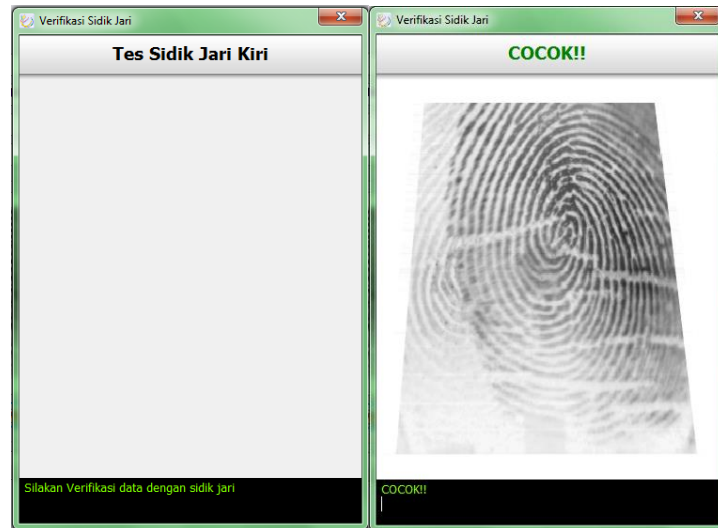 Verifikasi Sidik Jari
Tes Sidik Jari Kiri
Silakan Verifikasi data dengan sidik jari
Verifikasi Sidik Jari
COCOK!!
COCOK!!